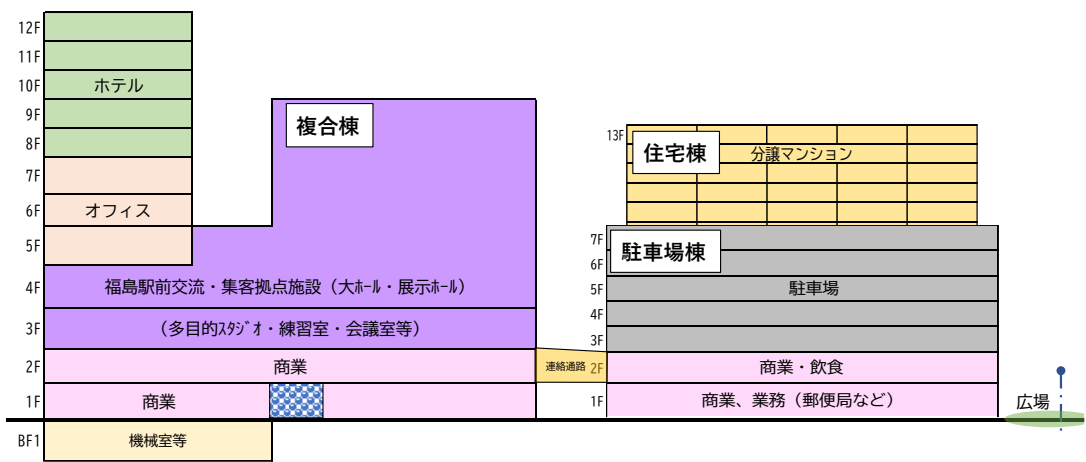 12F
11F
10F
ホテル
9F
8F
7F
6F
オフィス
5F
複合棟
4F
福島駅前交流・集客拠点施設（大ﾎｰﾙ・展示ﾎｰﾙ）
3F
（多目的ｽﾀｼﾞｵ・練習室・会議室等）
2F
商業
1F
商業
BF1
機械室等
連絡通路
13F
住宅棟
分譲マンション
7F
駐車場棟
6F
5F
駐車場
4F
3F
2F
商業・飲食
1F
商業、業務（郵便局など）
広場